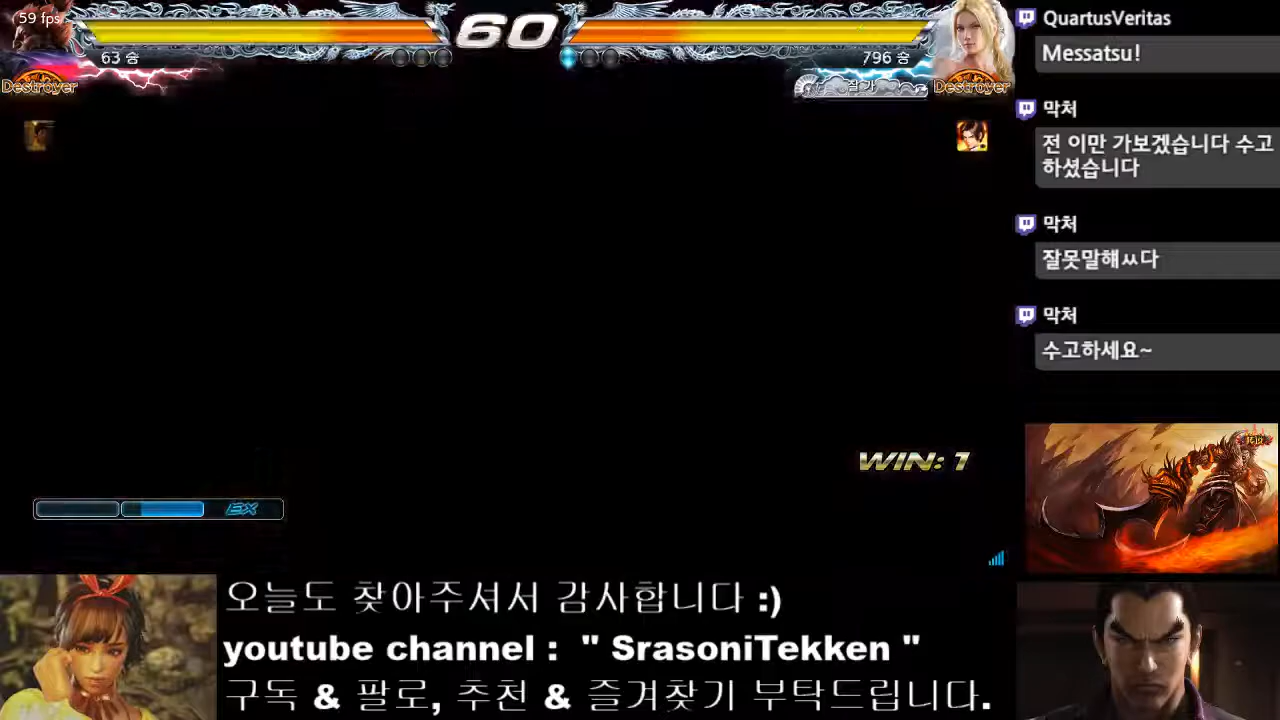 59 fps
60
63 승
796 승
Destroyer
Destroyer
QuartusVeritas
Messatsu!
막처
전 이만 가보겠습니다 수고
하셨습니다
막처
잘못말해ㅆ다
막처
수고하세요~
WIN: 1
EX
오늘도 찾아주셔서 감사합니다 :)
youtube channel : " SrasoniTekken "
구독 & 팔로, 추천 & 즐겨찾기 부탁드립니다.